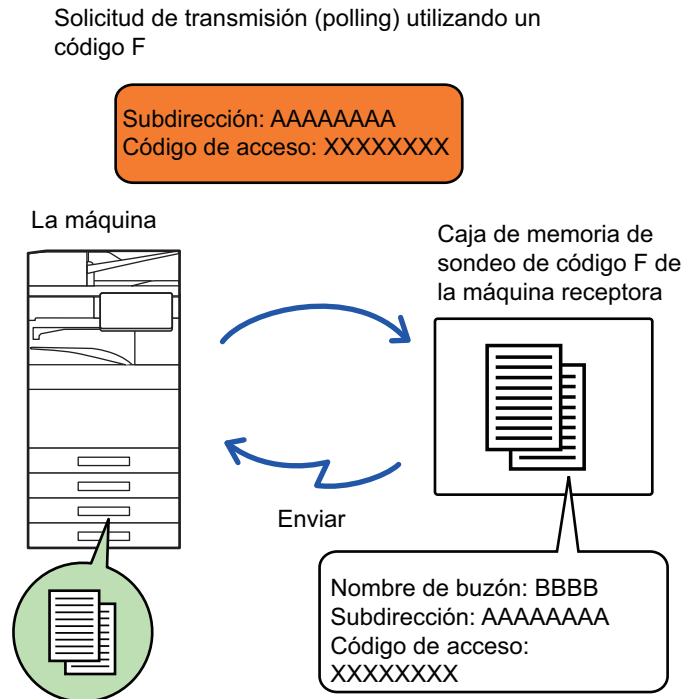 Solicitud de transmisión (polling) utilizando un
código F
Subdirección: AAAAAAAA
Código de acceso: XXXXXXXX
La máquina
Caja de memoria de
sondeo de código F de
la máquina receptora
Enviar
Nombre de buzón: BBBB
Subdirección: AAAAAAAA
Código de acceso:
XXXXXXXX